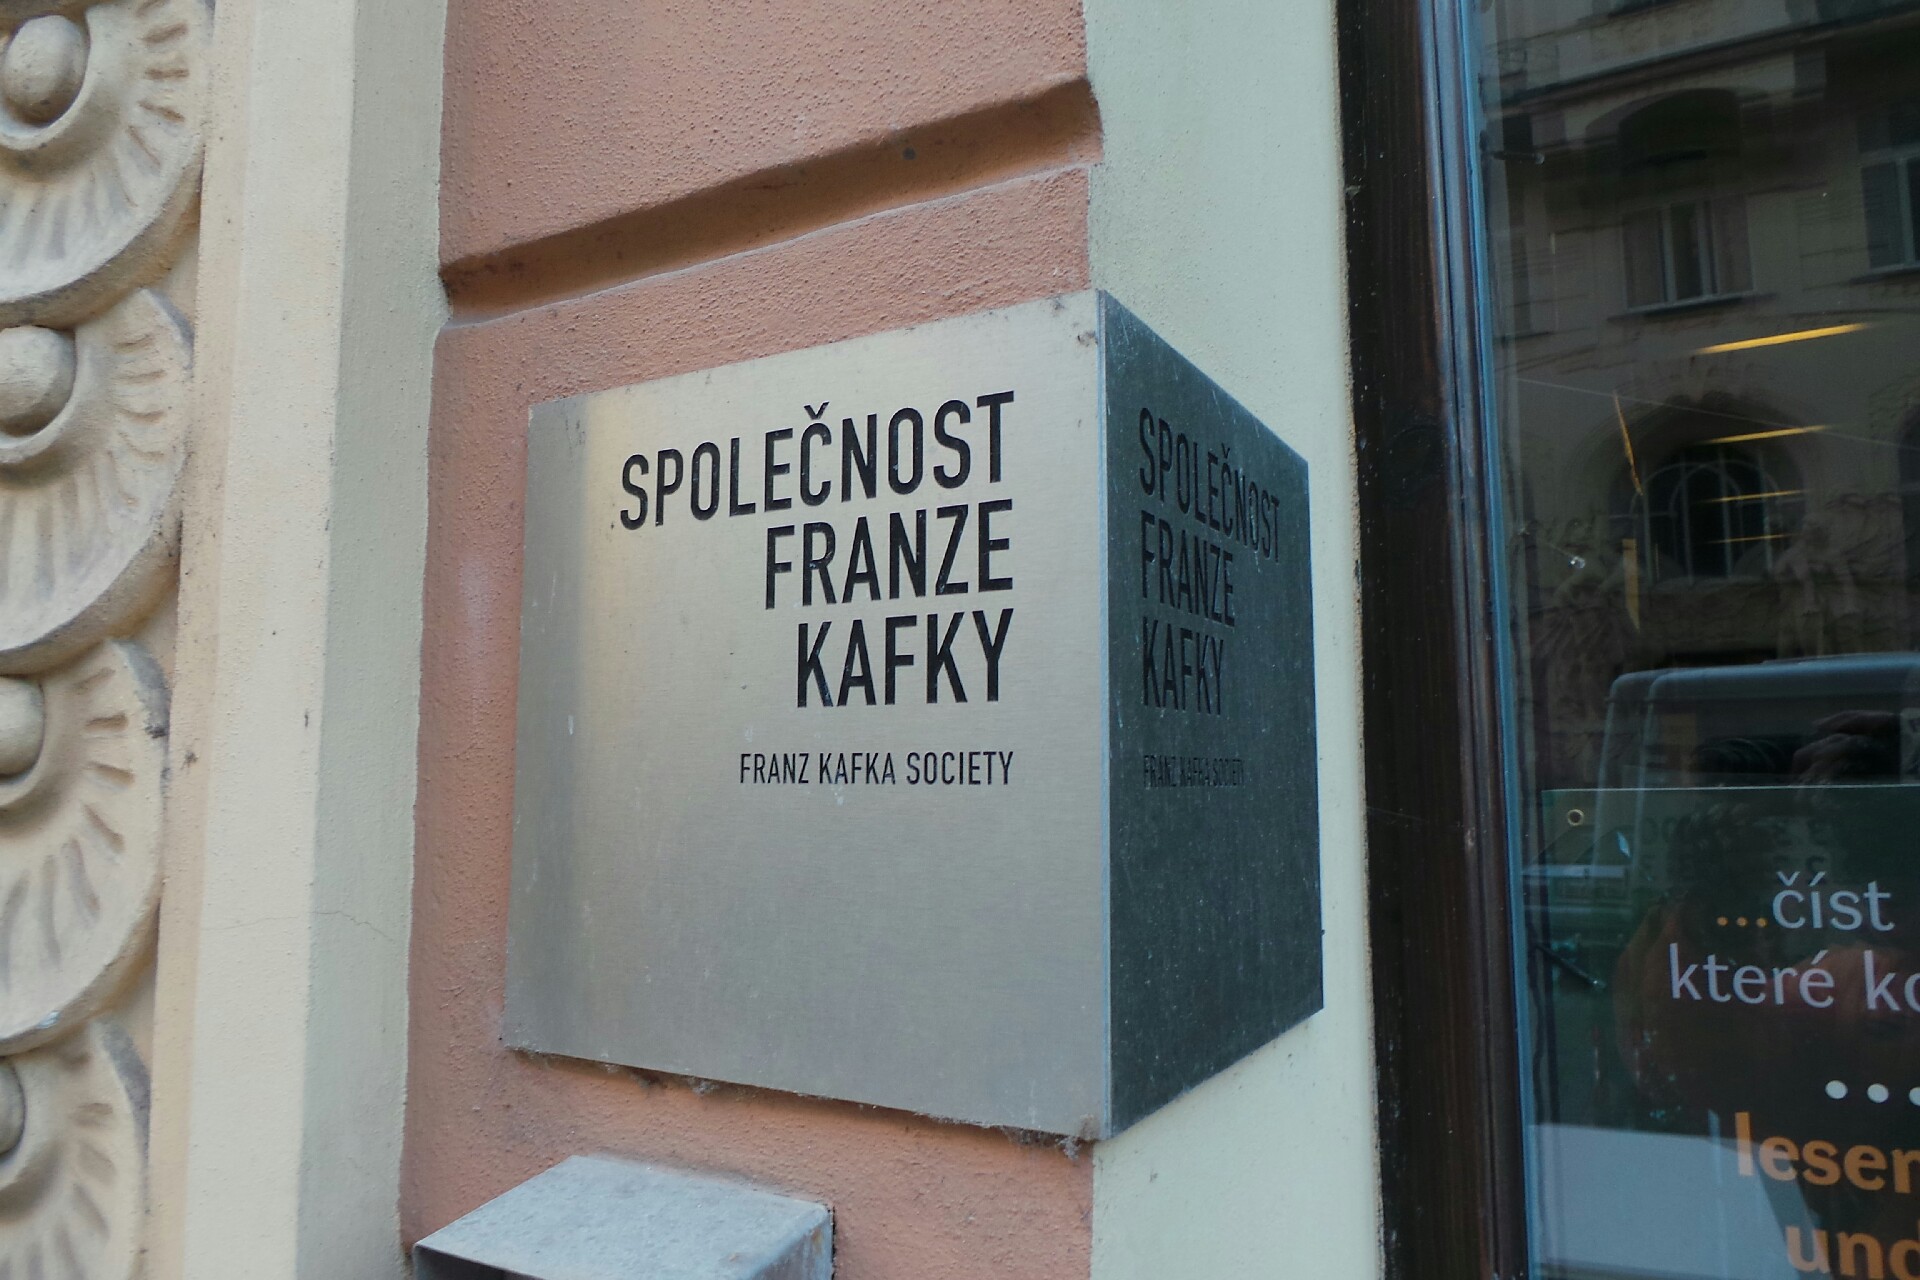 SPOLEČNOST
FRANZE
KAFKY
FRANZ KAFKA SOCIETY
SPOLEČNOST
FRANZE
KAFKY
FRANZ KAFKA SOCIETY
...číst
které
...